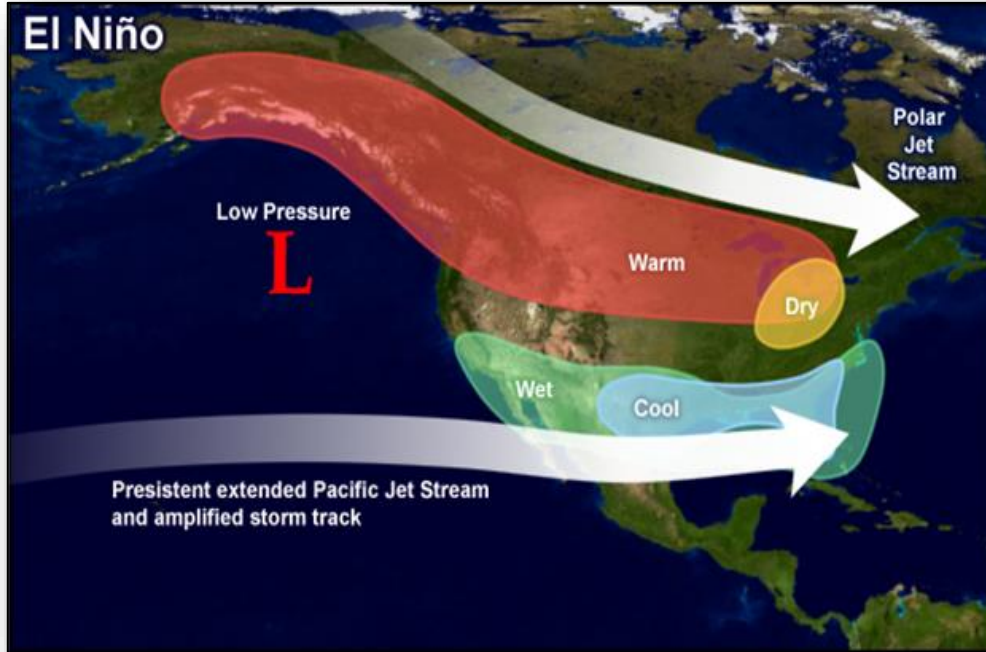 El Niño
Polar
Jet
Stream
Low Pressure
L
Warm
Dry
Wet
Cool
Presistent extended Pacific Jet Stream
and amplified storm track